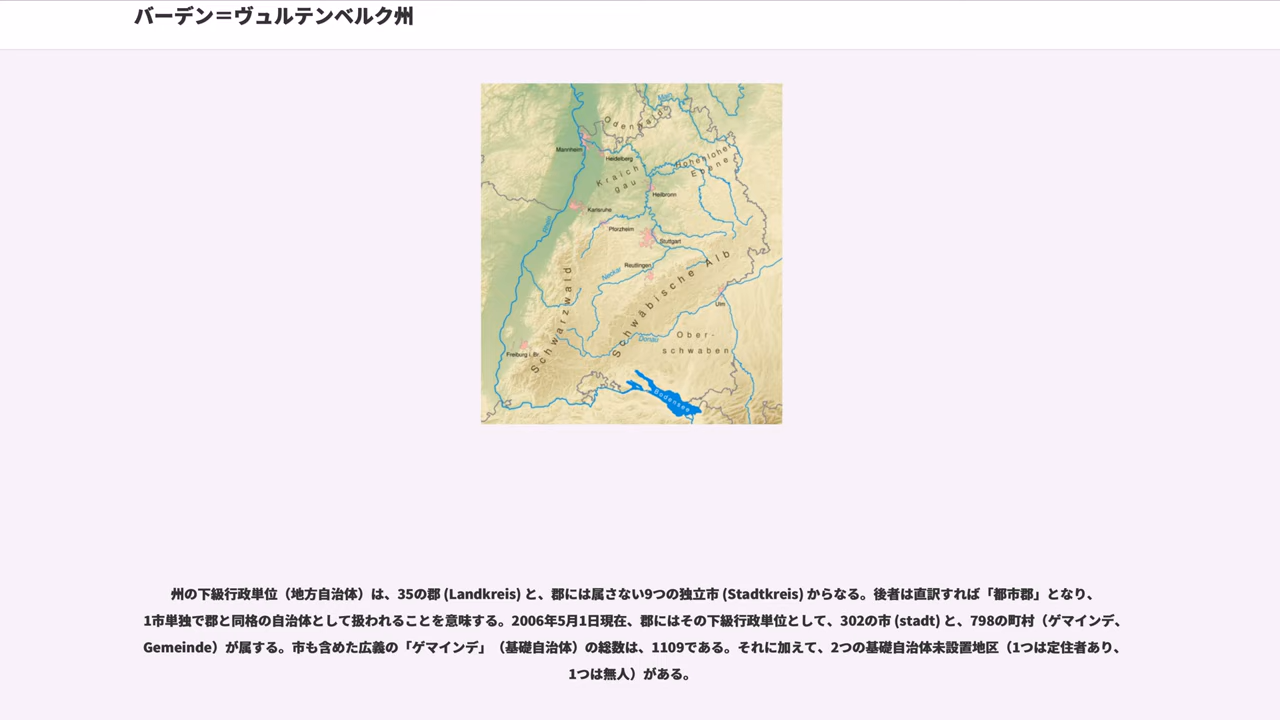 バーデン＝ヴュルテンベルク州
Main
Odenwald
Mannheim
Heidelberg
Hohenloher
Ebene
Kraich
gau
Heilbronn
Karlsruhe
Rhein
Pforzheim
Stuttgart
Reutlingen
Neckar
Schwäbische Alb
Schwarzwald
Ulm
Ober-
schwaben
Donau
Freiburg i. Br.
Bodensee
州の下級行政単位（地方自治体）は、35の郡 (Landkreis) と、郡には属さない9つの独立市 (Stadtkreis) からなる。後者は直訳すれば「都市郡」となり、
1市単独で郡と同格の自治体として扱われることを意味する。2006年5月1日現在、郡にはその下級行政単位として、302の市 (stadt) と、798の町村（ゲマインデ、
Gemeinde）が属する。市も含めた広義の「ゲマインデ」（基礎自治体）の総数は、1109である。それに加えて、2つの基礎自治体未設置地区（1つは定住者あり、
1つは無人）がある。